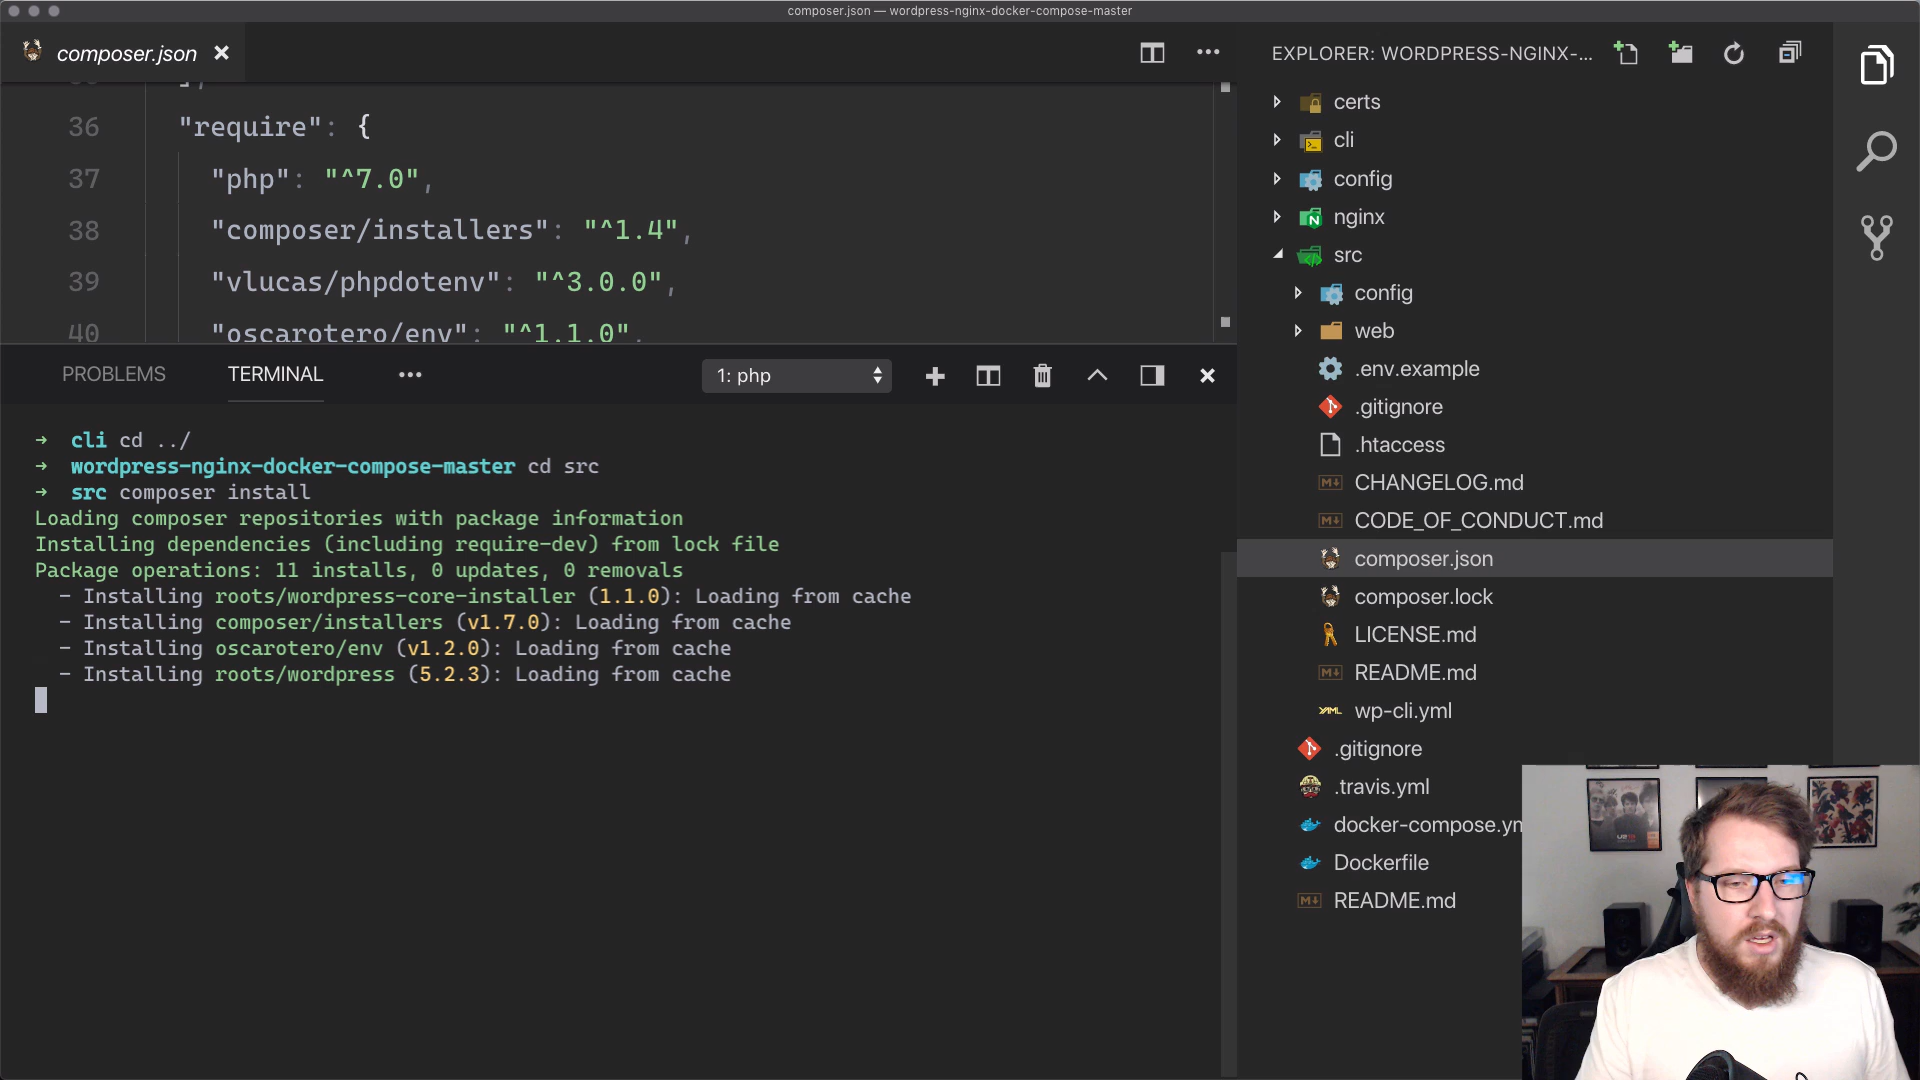 composer.json — wordpress-nginx-docker-compose-master
composer.json
36 "require": {
37 "php": "^7.0",
38 "composer/installers": "^1.4",
39 "vlucas/phpdotenv": "^3.0.0",
40 "oscarotero/env": "^1.1.0",
PROBLEMS TERMINAL
1: php
→ cli cd ../
→ wordpress-nginx-docker-compose-master cd src
→ src composer install
Loading composer repositories with package information
Installing dependencies (including require-dev) from lock file
Package operations: 11 installs, 0 updates, 0 removals
- Installing roots/wordpress-core-installer (1.1.0): Loading from cache
- Installing composer/installers (v1.7.0): Loading from cache
- Installing oscarotero/env (v1.2.0): Loading from cache
- Installing roots/wordpress (5.2.3): Loading from cache
EXPLORER: WORDPRESS-NGINX-...
certs
cli
config
nginx
src
config
web
.env.example
.gitignore
.htaccess
CHANGELOG.md
CODE_OF_CONDUCT.md
composer.json
composer.lock
LICENSE.md
README.md
wp-cli.yml
.gitignore
.travis.yml
docker-compose.ym
Dockerfile
README.md